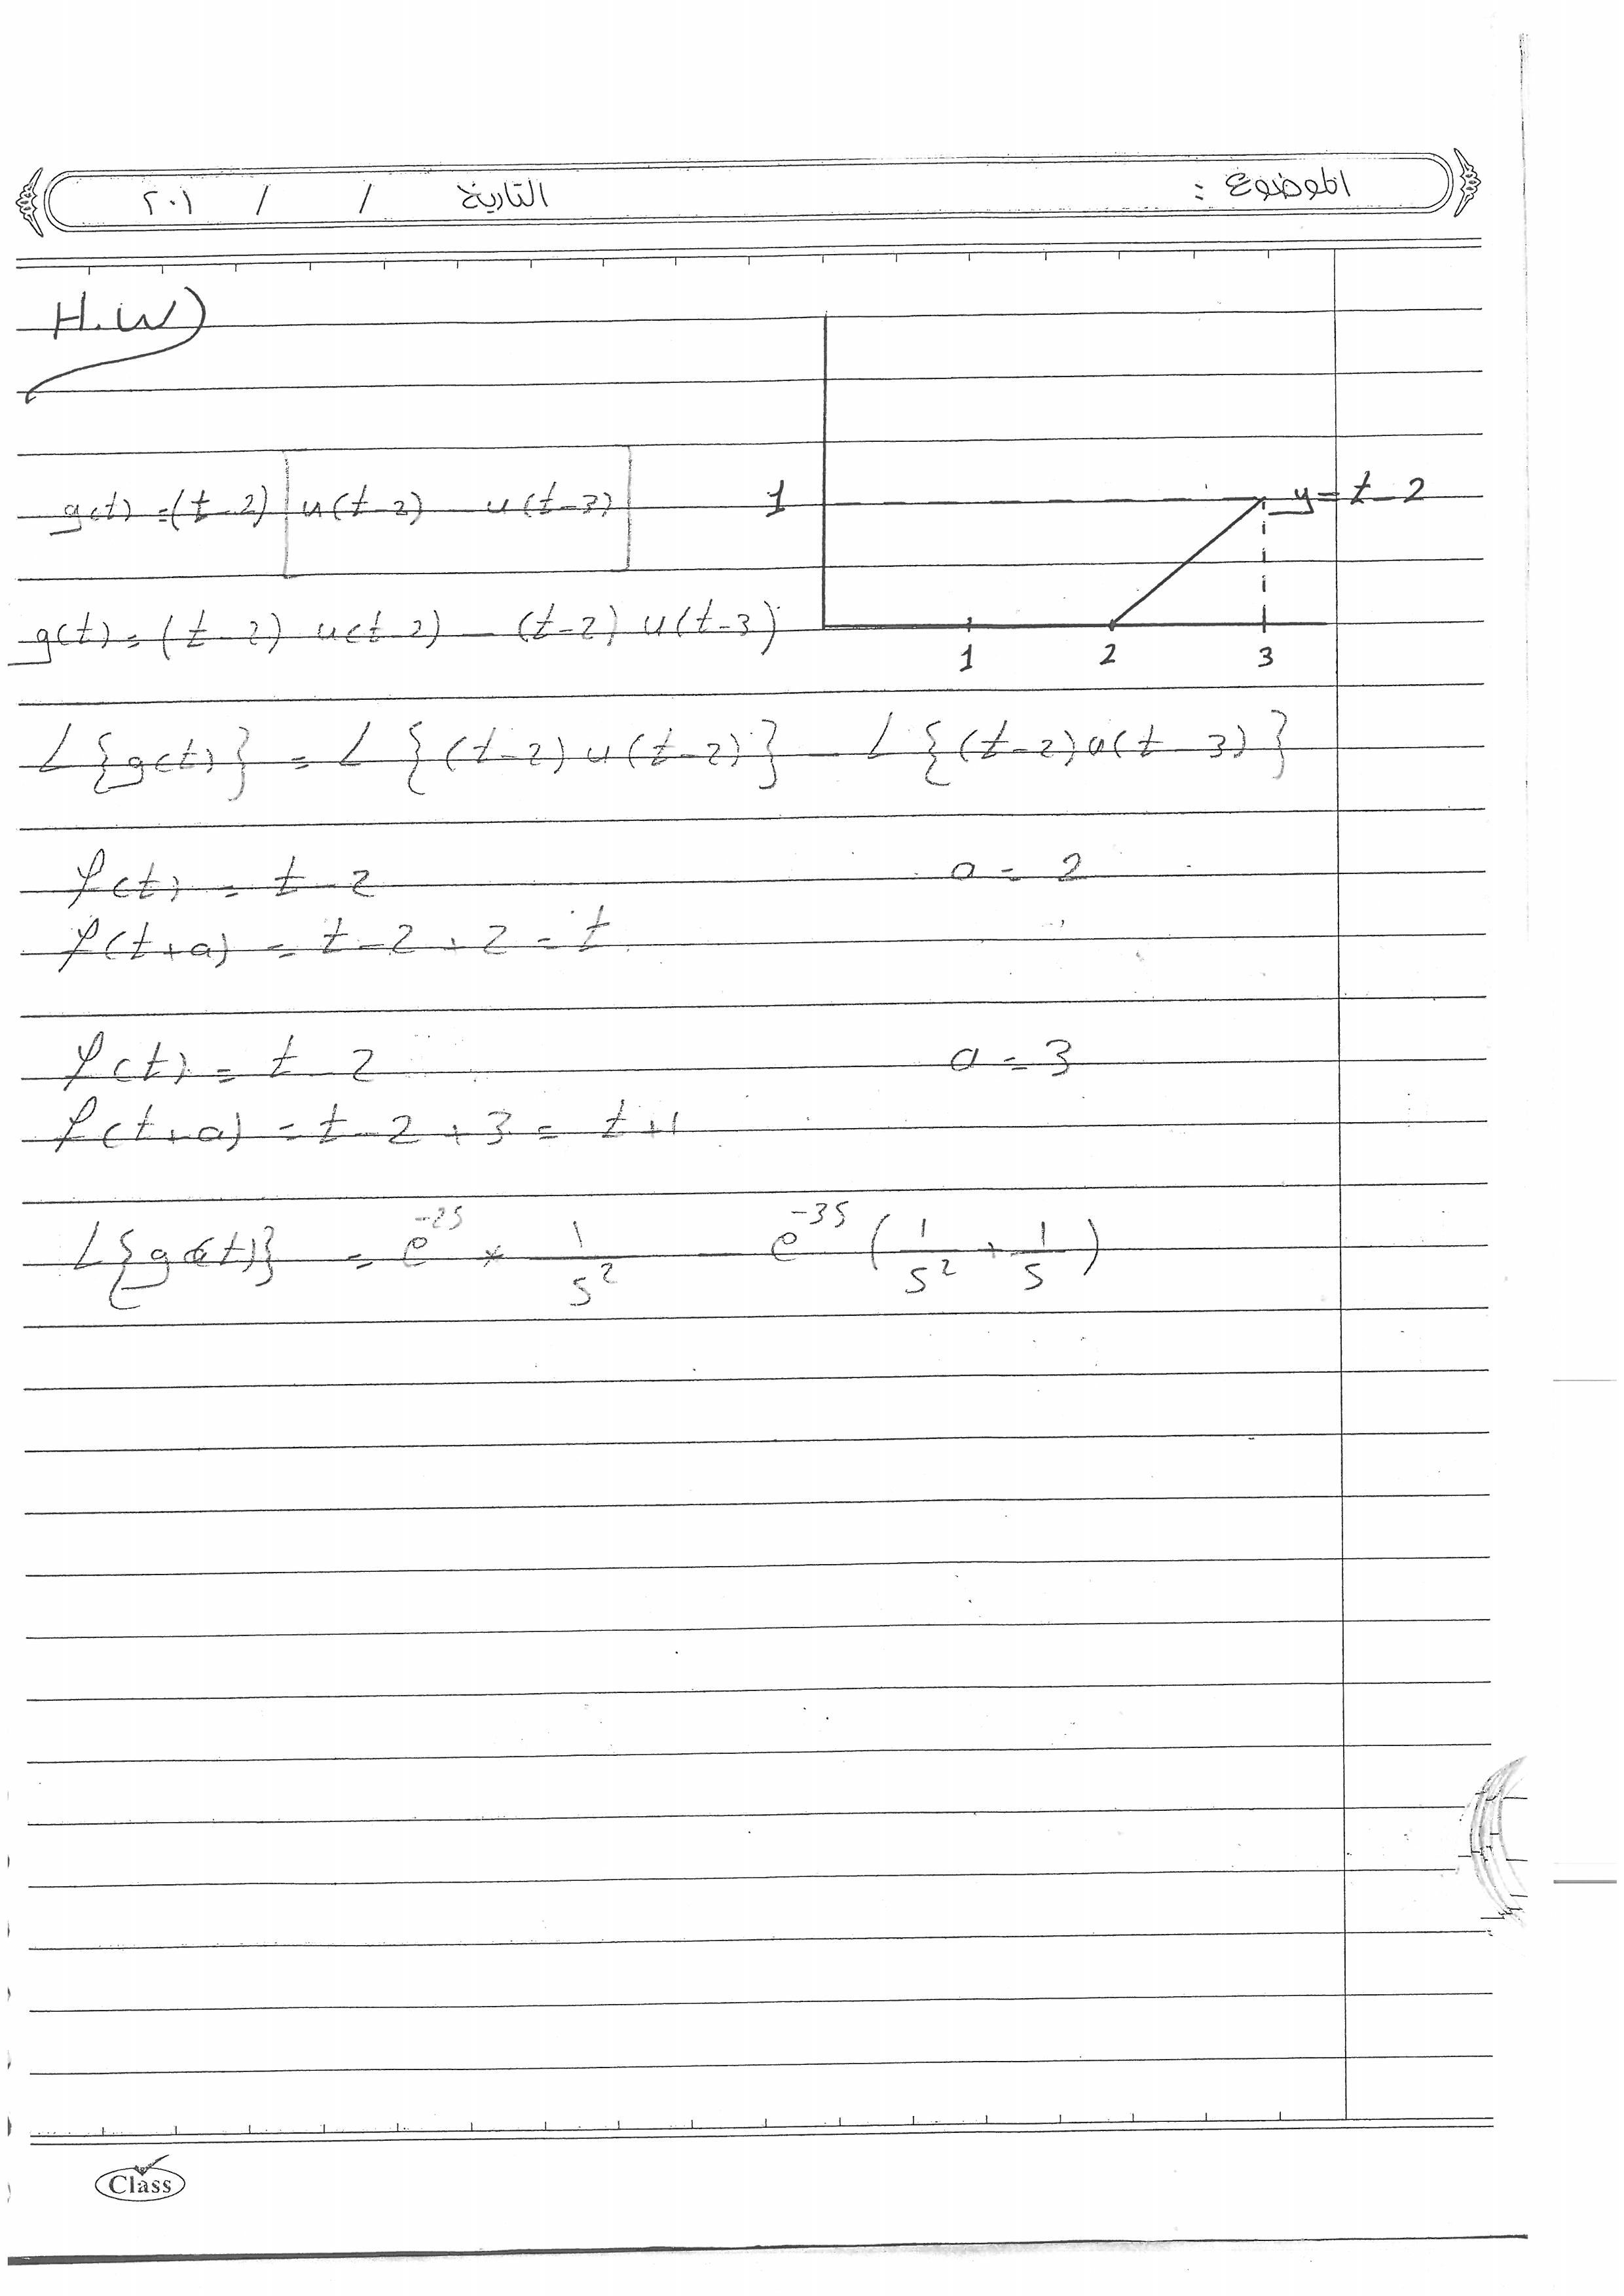 الموضوع : التاريخ / / ٢٠١
H.W)
g(t) = (t-2) [u(t-2) - u(t-3)]
1
y = t-2
g(t) = (t-2) u(t-2) - (t-2) u(t-3)
1 2 3
L{g(t)} = L{(t-2)u(t-2)} - L{(t-2)u(t-3)}
f(t) = t-2 a = 2
f(t+a) = t-2+2 = t
f(t) = t-2 a = 3
f(t+a) = t-2+3 = t+1
L{g(t)} = e^-2s * 1/s^2 - e^-3s (1/s^2 + 1/s)
Class